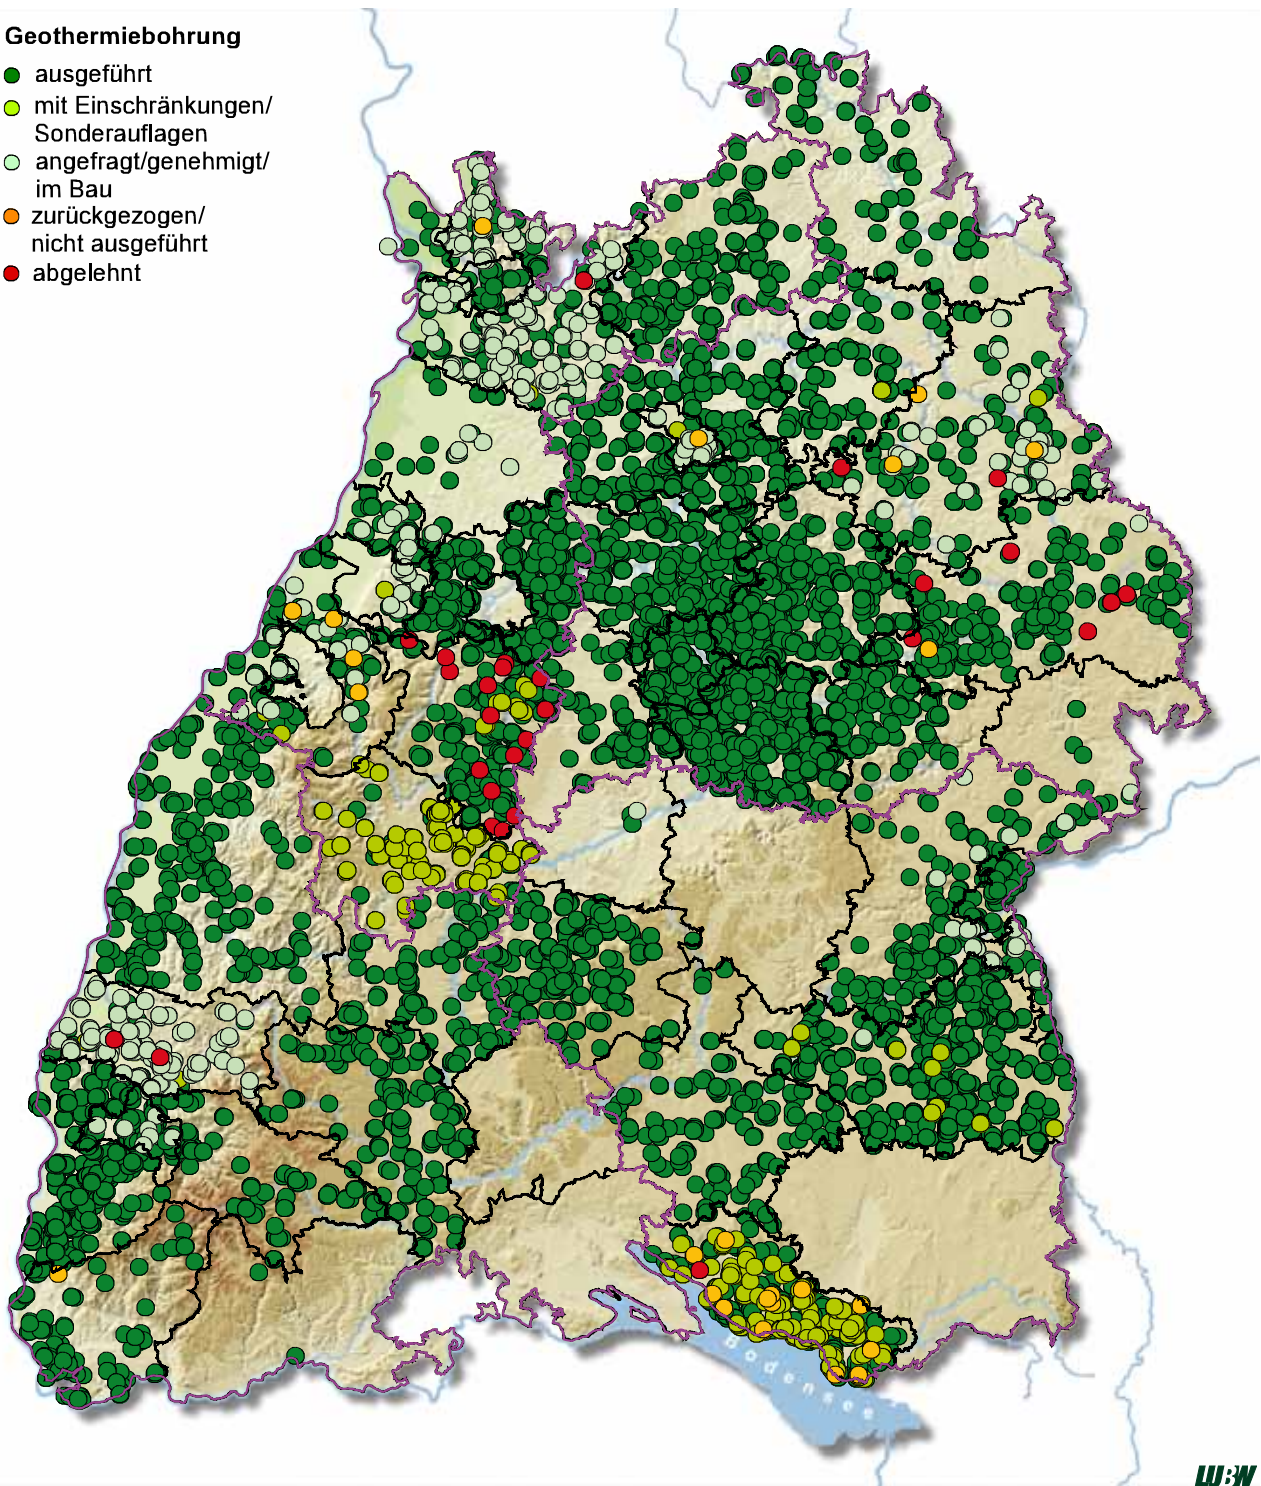 Geothermiebohrung
ausgeführt
mit Einschränkungen/
Sonderauflagen
angefragt/genehmigt/
im Bau
zurückgezogen/
nicht ausgeführt
abgelehnt
Bodensee
LUBW